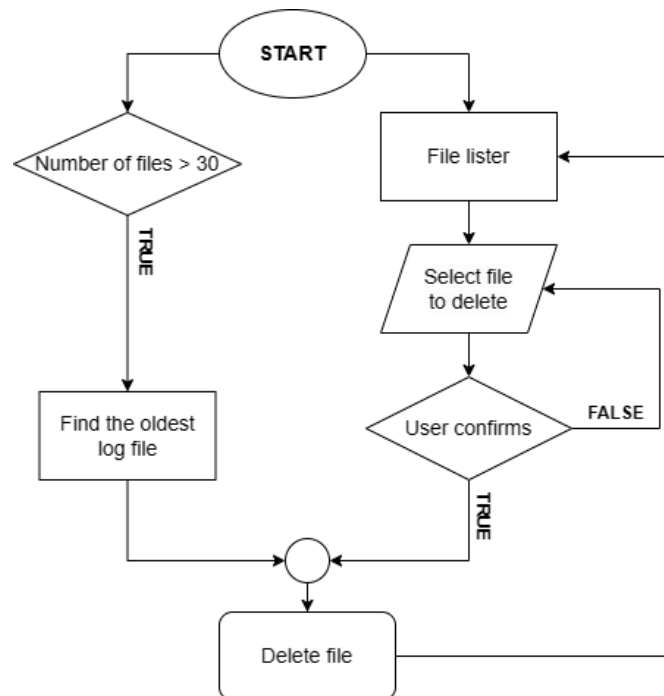 START
Number of files > 30
File lister
TRUE
Select file
to delete
Find the oldest
log file
User confirms
FALSE
TRUE
Delete file